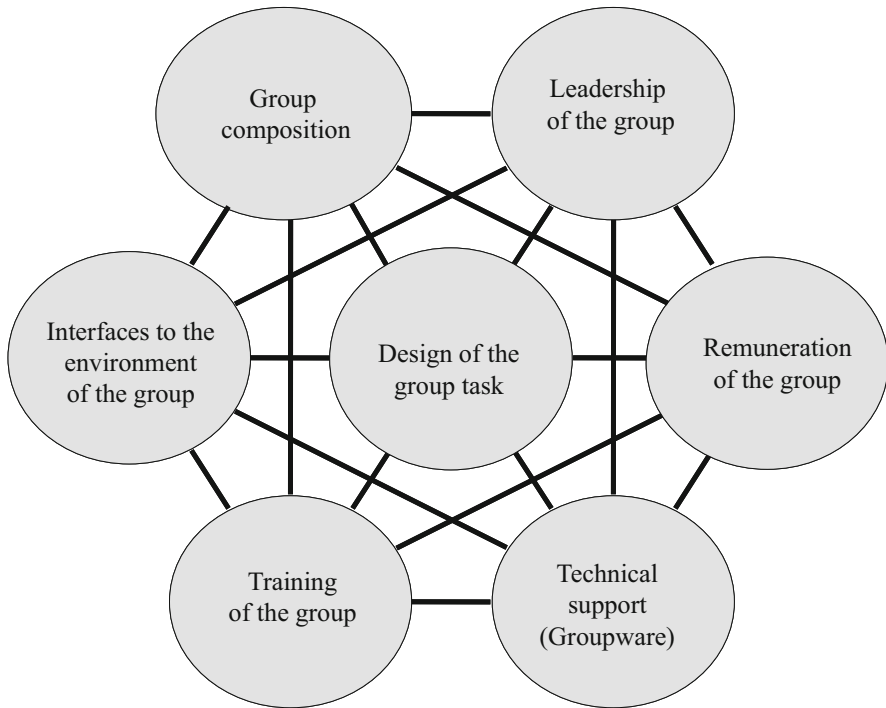 Group
composition
Leadership
of the group
Interfaces to the
environment
of the group
Design of the
group task
Remuneration
of the group
Training
of the group
Technical
support
(Groupware)